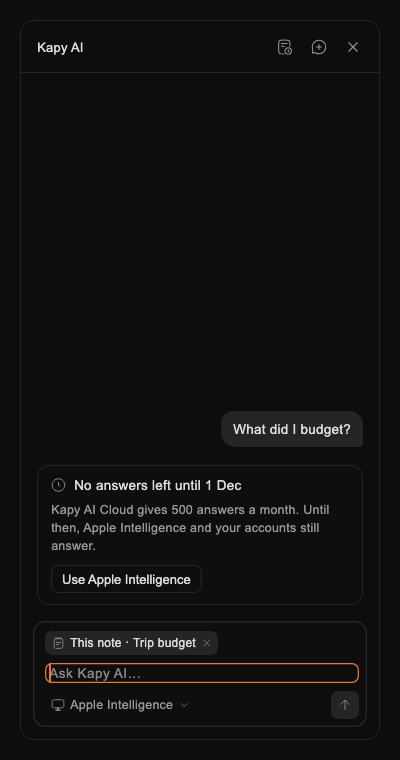 Kapy AI
What did I budget?
No answers left until 1 Dec
Kapy AI Cloud gives 500 answers a month. Until
then, Apple Intelligence and your accounts still
answer.
Use Apple Intelligence
This note · Trip budget
Ask Kapy AI…
Apple Intelligence